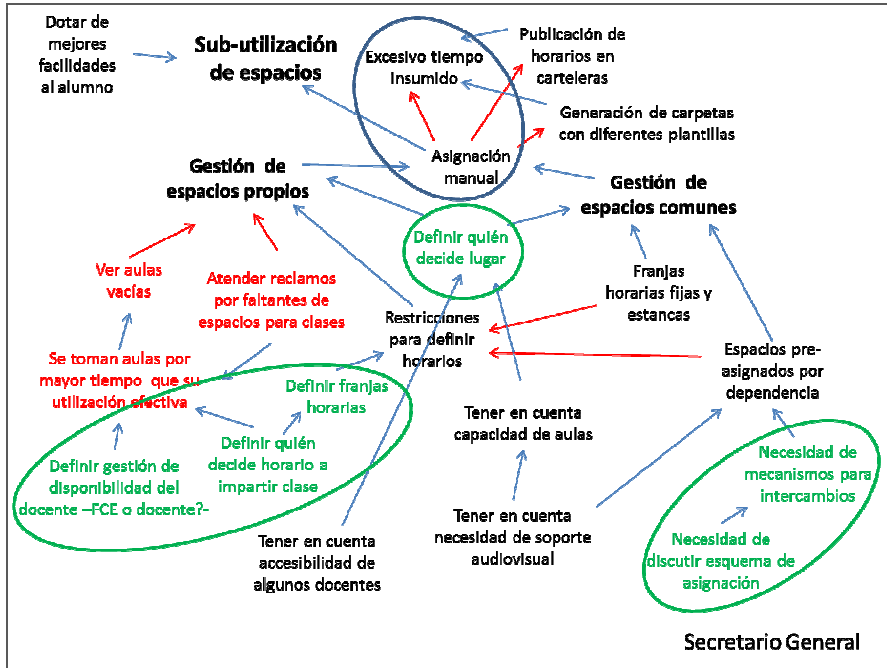 Dotar de
mejores
facilidades
al alumno
Sub-utilización
de espacios
Excesivo tiempo
insumido
Publicación de
horarios en
carteleras
Generación de carpetas
con diferentes plantillas
Asignación
manual
Gestión de
espacios propios
Gestión de
espacios comunes
Definir quién
decide lugar
Ver aulas
vacías
Atender reclamos
por faltantes de
espacios para clases
Franjas
horarias fijas y
estancas
Restricciones
para definir
horarios
Se toman aulas por
mayor tiempo que su
utilización efectiva
Espacios pre-
asignados por
dependencia
Definir franjas
horarias
Tener en cuenta
capacidad de aulas
Definir gestión de
disponibilidad del
docente –FCE o docente?-
Definir quién
decide horario a
impartir clase
Necesidad de
mecanismos para
intercambios
Tener en cuenta
accesibilidad de
algunos docentes
Tener en cuenta
necesidad de soporte
audiovisual
Necesidad de
discutir esquema de
asignación
Secretario General